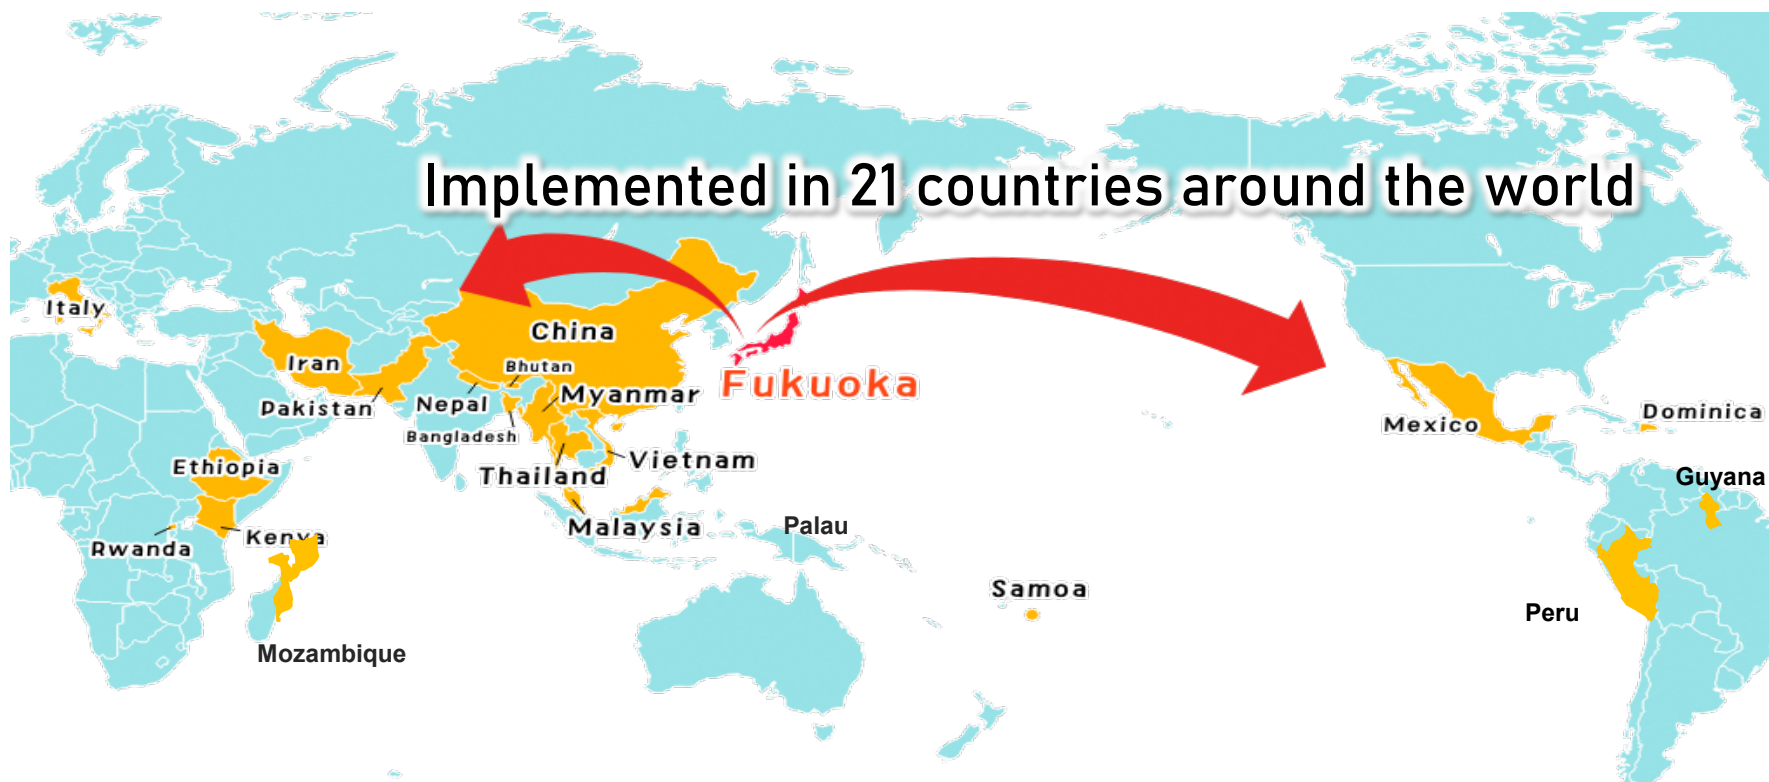 Implemented in 21 countries around the world
Italy
China
Iran
Bhutan
Fukuoka
Pakistan
Nepal
Myanmar
Bangladesh
Mexico
Dominica
Ethiopia
Thailand
Vietnam
Guyana
Rwanda
Kenya
Malaysia
Palau
Samoa
Peru
Mozambique